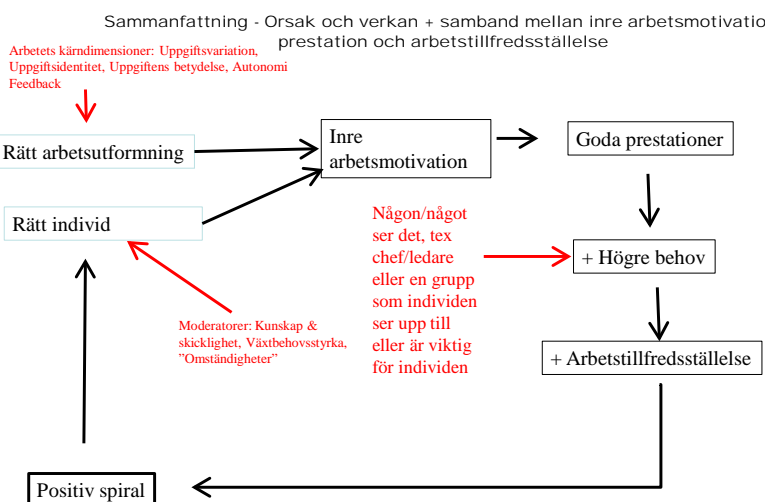 Sammanfattning - Orsak och verkan + samband mellan inre arbetsmotivatio
prestation och arbetstillfredsställelse
Arbetets kärndimensioner: Uppgiftsvariation,
Uppgiftsidentitet, Uppgiftens betydelse, Autonomi
Feedback
Rätt arbetsutformning
Inre
arbetsmotivation
Goda prestationer
Rätt individ
Någon/något
ser det, tex
chef/ledare
eller en grupp
som individen
ser upp till
eller är viktig
för individen
+ Högre behov
Moderatorer: Kunskap &
skicklighet, Växtbehovsstyrka,
”Omständigheter”
+ Arbetstillfredsställelse
Positiv spiral